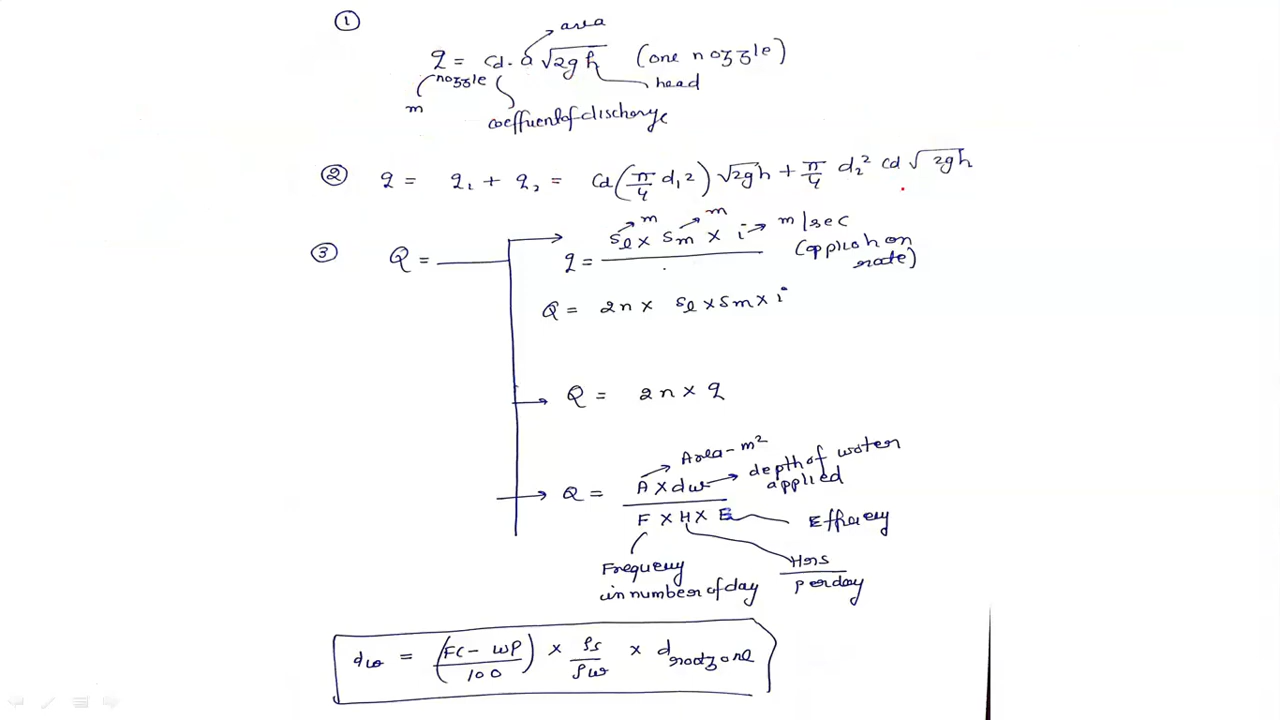 ①
area
q = cd. a √2gh (one nozzle)
nozzle
head
m
coeffuent of discharge
② q = q₁ + q₂ = cd (π/4 d₁²) √2gh + π/4 d₂² cd √2gh
m m
Sl x Sm x i → m/sec
③ Q = q =
(application rate)
Q = 2n x Sl x Sm x i
Q = 2n x q
Area - m²
Q = A x dw / F x H x E
depth of water applied
Efficiency
Frequency
in number of day
Hors
per day
dw = (FC - WP / 100) x ρs / ρw x d rootzone